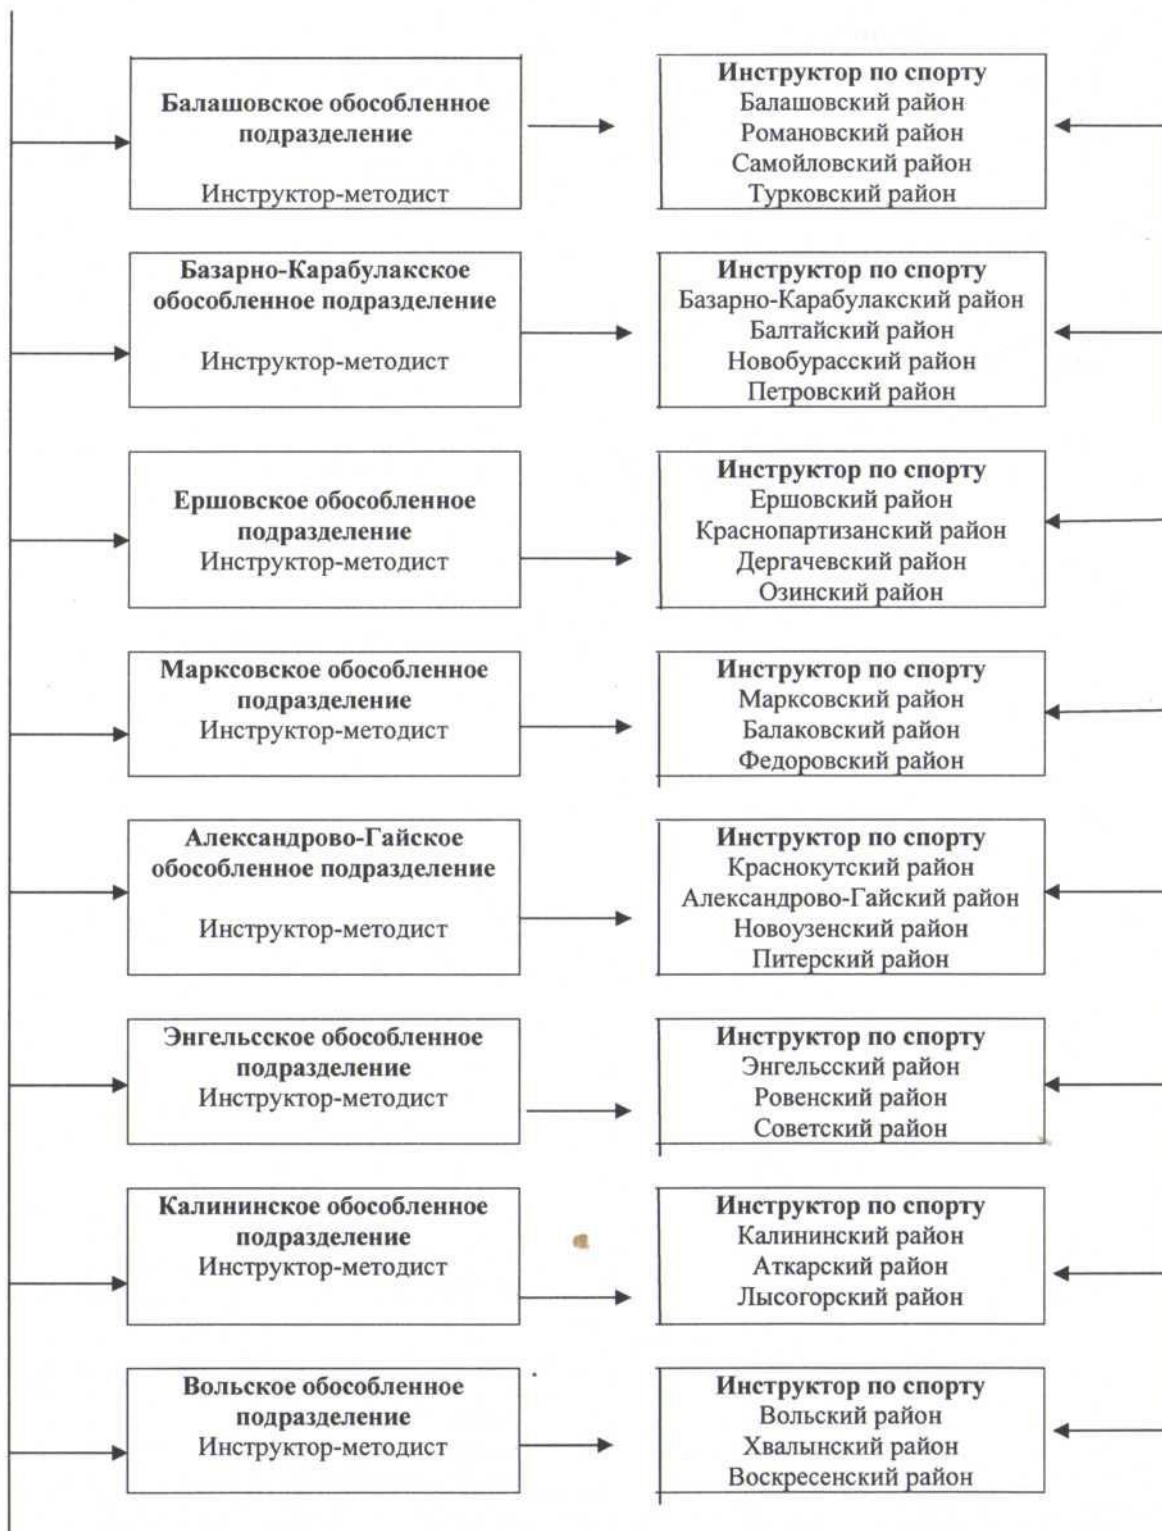 Балашовское обособленное
подразделение
Инструктор-методист
Инструктор по спорту
Балашовский район
Романовский район
Самойловский район
Турковский район
Базарно-Карабулакское
обособленное подразделение
Инструктор-методист
Инструктор по спорту
Базарно-Карабулакский район
Балтайский район
Новобурасский район
Петровский район
Ершовское обособленное
подразделение
Инструктор-методист
Инструктор по спорту
Ершовский район
Краснопартизанский район
Дергачевский район
Озинский район
Марксовское обособленное
подразделение
Инструктор-методист
Инструктор по спорту
Марксовский район
Балаковский район
Федоровский район
Александрово-Гайское
обособленное подразделение
Инструктор-методист
Инструктор по спорту
Краснокутский район
Александрово-Гайский район
Новоузенский район
Питерский район
Энгельсское обособленное
подразделение
Инструктор-методист
Инструктор по спорту
Энгельсский район
Ровенский район
Советский район
Калининское обособленное
подразделение
Инструктор-методист
Инструктор по спорту
Калининский район
Аткарский район
Лысогорский район
Вольское обособленное
подразделение
Инструктор-методист
Инструктор по спорту
Вольский район
Хвалынский район
Воскресенский район